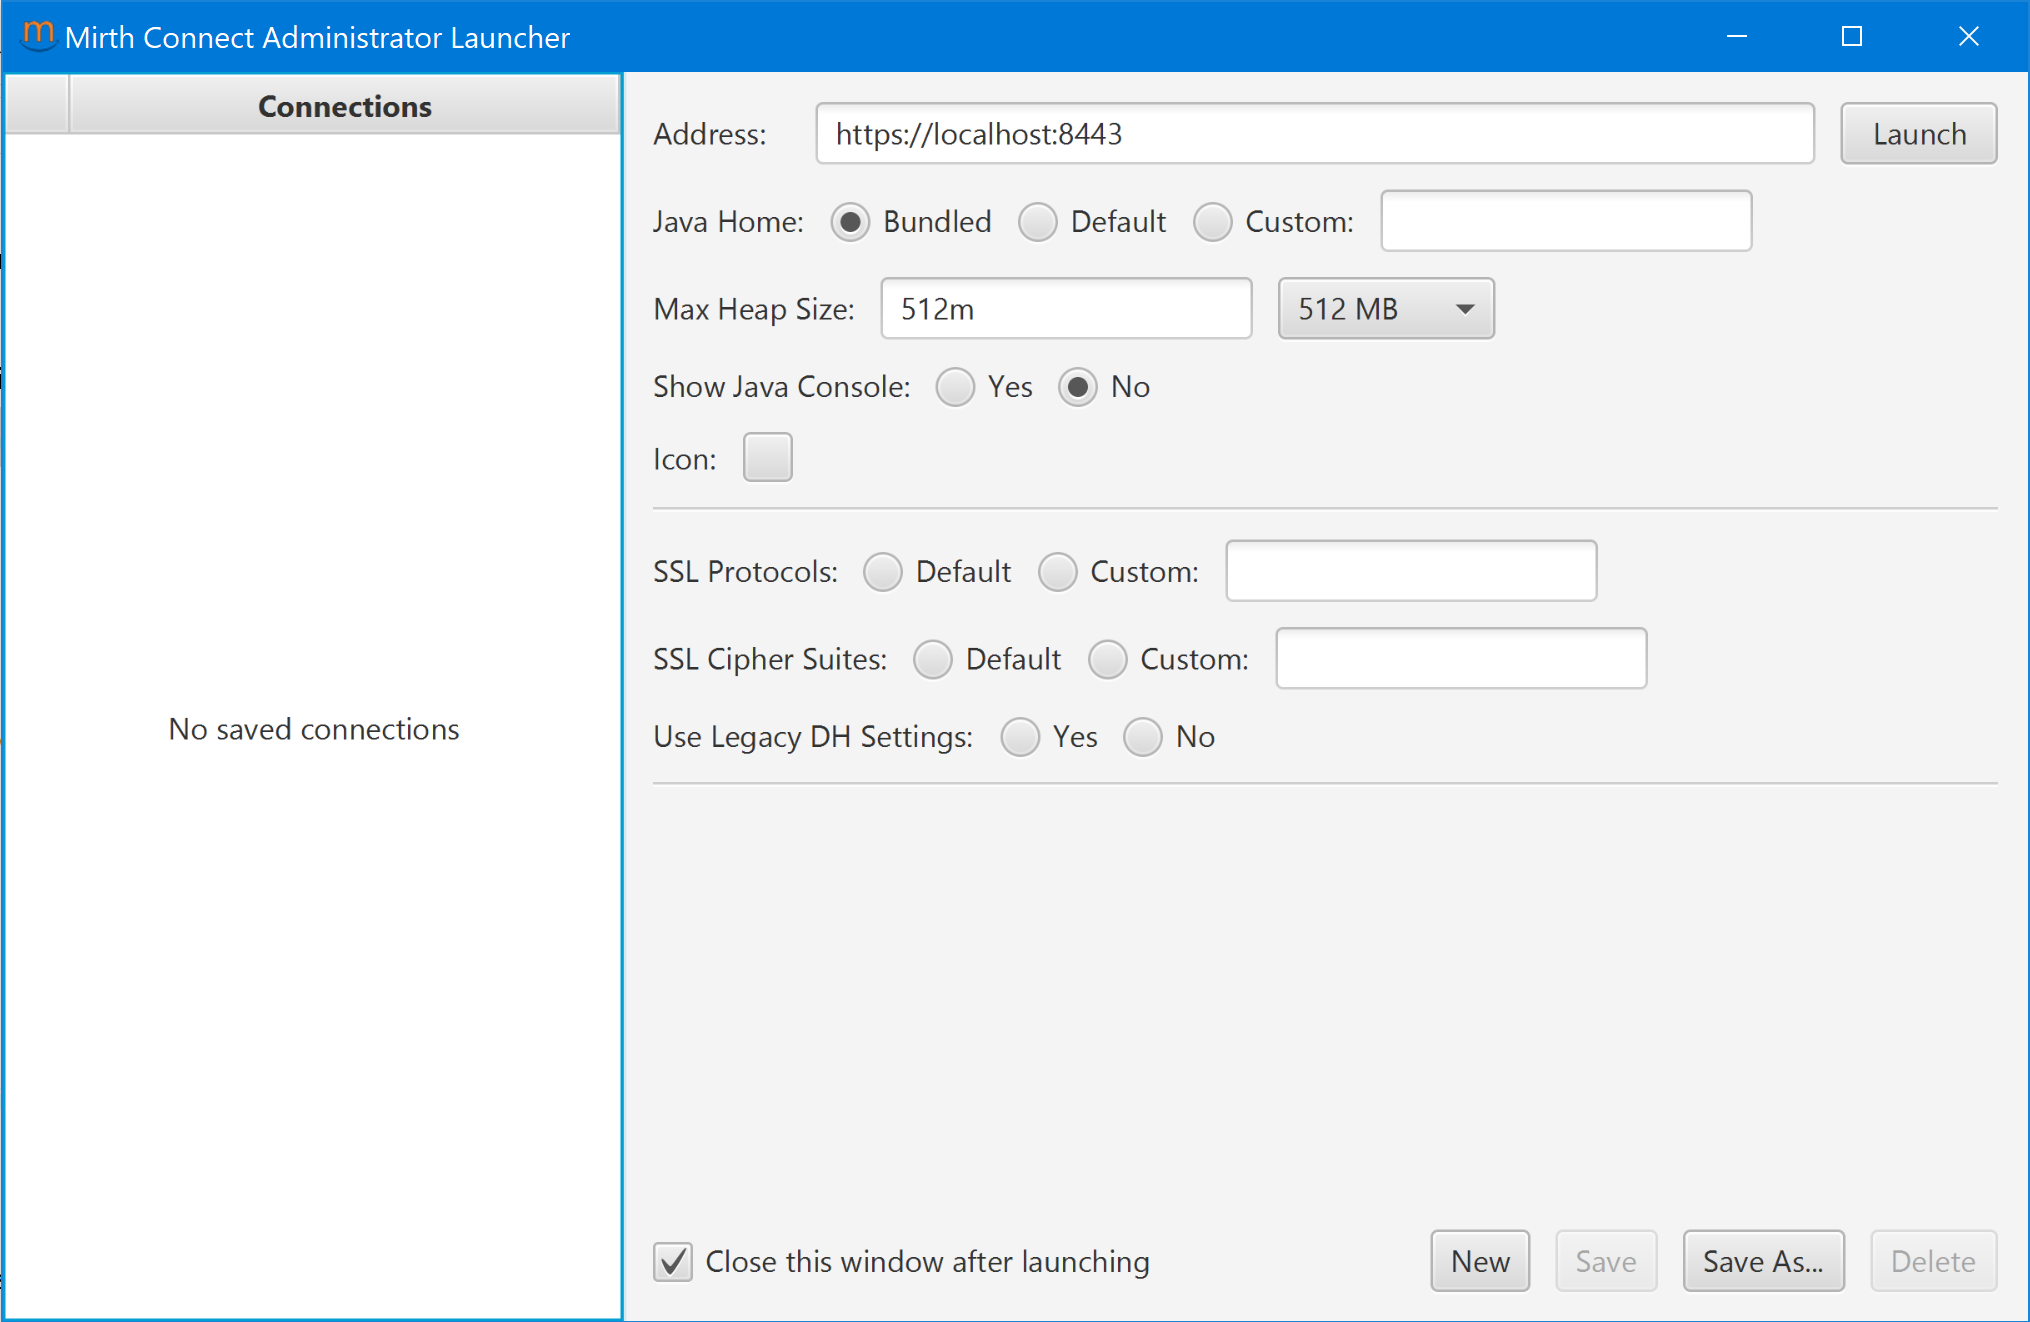 Mirth Connect Administrator Launcher
Connections
No saved connections
Address: https://localhost:8443 Launch
Java Home: Bundled Default Custom:
Max Heap Size: 512m 512 MB
Show Java Console: Yes No
Icon:
SSL Protocols: Default Custom:
SSL Cipher Suites: Default Custom:
Use Legacy DH Settings: Yes No
Close this window after launching New Save Save As... Delete